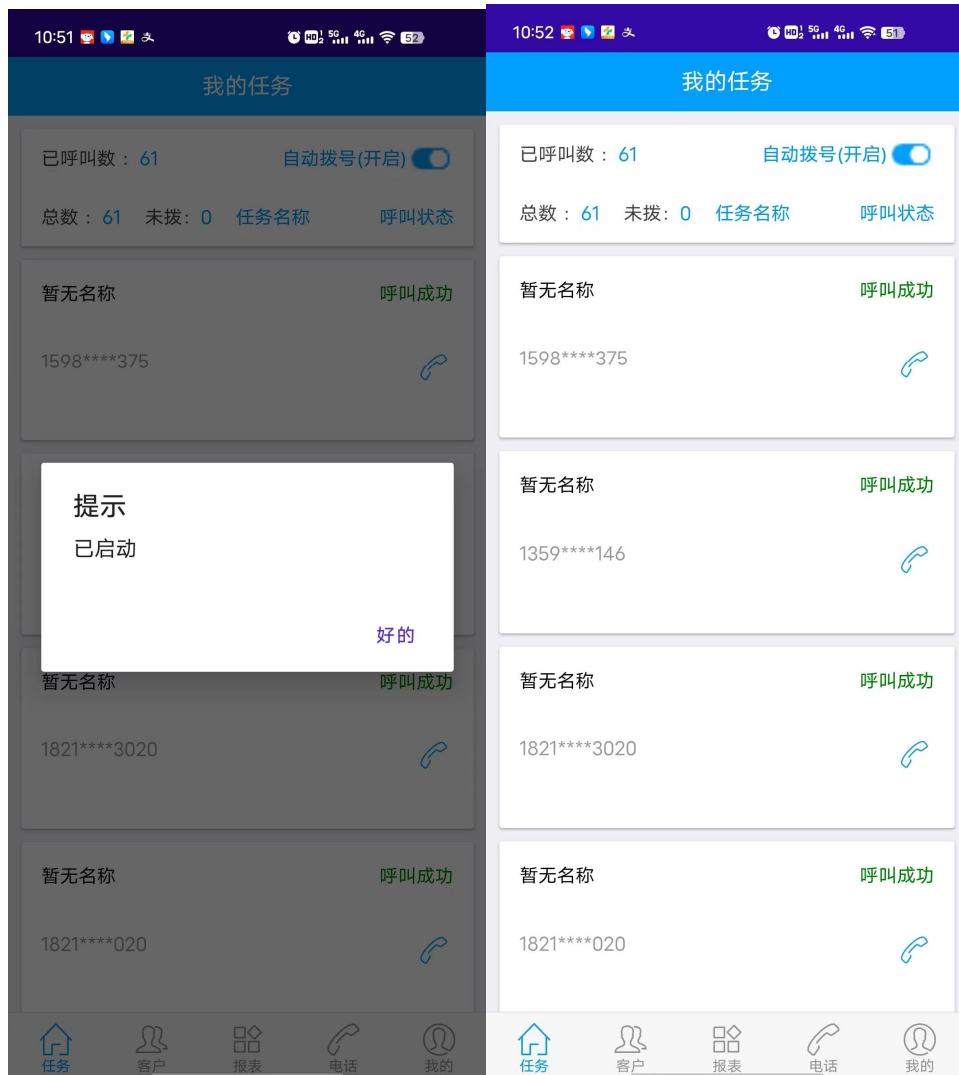 10:51
5G
4G
52
我的任务
已呼叫数：61
自动拨号(开启)
总数：61 未拨：0 任务名称 呼叫状态
暂无名称 呼叫成功
1598****375
提示
已启动
好的
暂无名称 呼叫成功
1821****3020
暂无名称 呼叫成功
1821****020
任务 客户 报表 电话 我的
10:52
5G
4G
51
我的任务
已呼叫数：61
自动拨号(开启)
总数：61 未拨：0 任务名称 呼叫状态
暂无名称 呼叫成功
1598****375
暂无名称 呼叫成功
1359****146
暂无名称 呼叫成功
1821****3020
暂无名称 呼叫成功
1821****020
任务 客户 报表 电话 我的